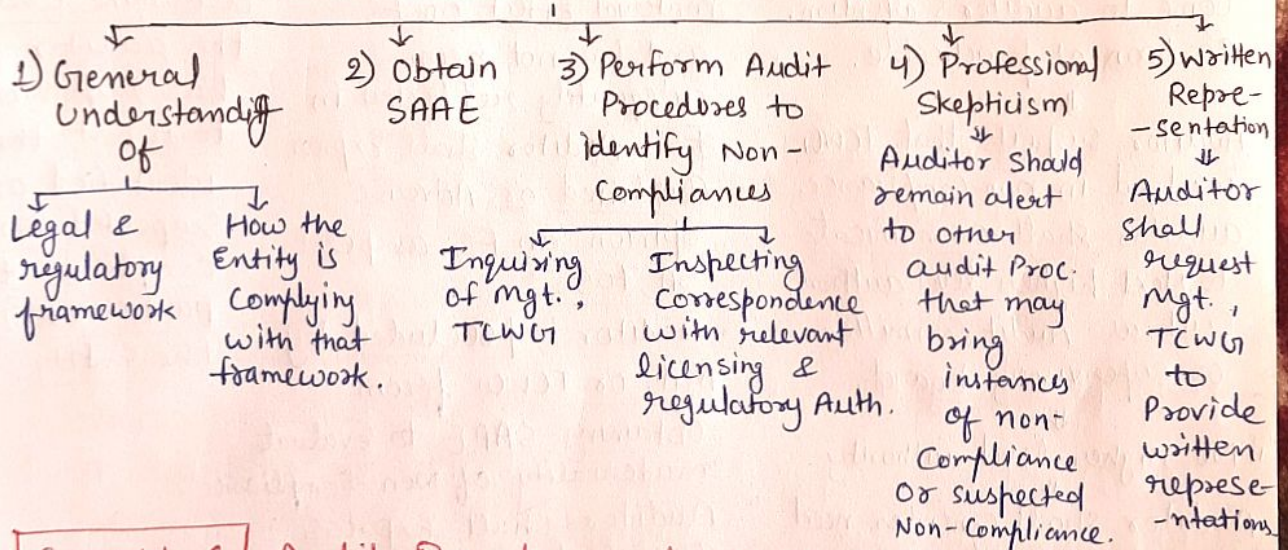 1) General
Understanding
Of
Legal &
regulatory
framework
How the
Entity is
Complying
with that
framework.
2) Obtain
SAAE
3) Perform Audit
Procedures to
identify Non-
Compliances
Inquiring
of Mgt.,
TCWG
Inspecting
Correspondence
with relevant
licensing &
regulatory Auth.
4) Professional
Skepticism
Auditor Should
remain alert
to other
audit Proc.
that may
bring
instances
of non-
Compliance
Or suspected
Non-Compliance.
5) Written
Repre-
-sentation
Auditor
shall
request
Mgt.,
TCWG
to
Provide
written
represe-
-ntations